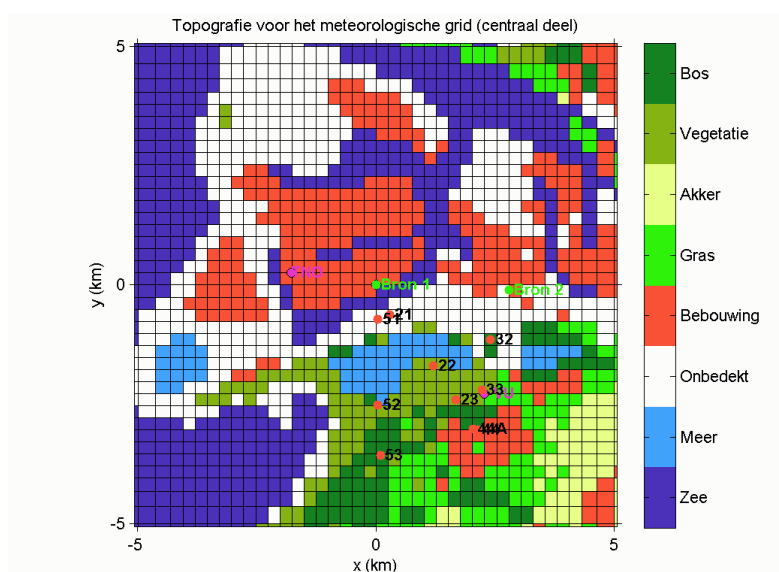 Topografie voor het meteorologische grid (centraal deel)
5
Bos
Vegetatie
Akker
y (km)
0
Bron 1
Bron 2
Gras
21
51
32
Bebouwing
22
33
Onbedekt
52
23
53
Meer
Zee
-5
-5
0
5
x (km)